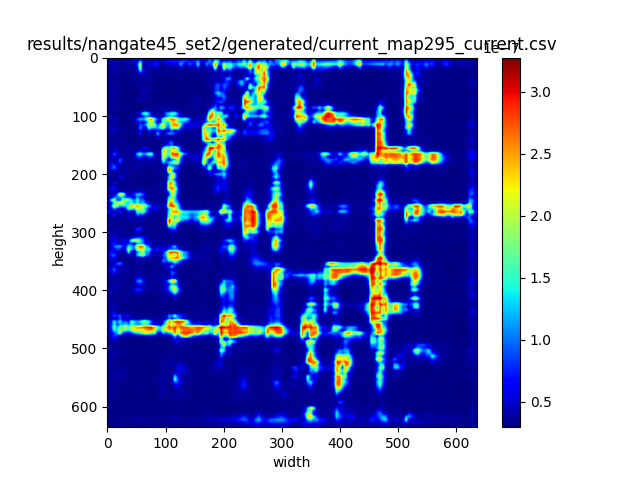 results/nangate45_set2/generated/current_map295_current.csv
1e−7
0
100
200
300
400
500
600
height
0 100 200 300 400 500 600
width
3.0
2.5
2.0
1.5
1.0
0.5